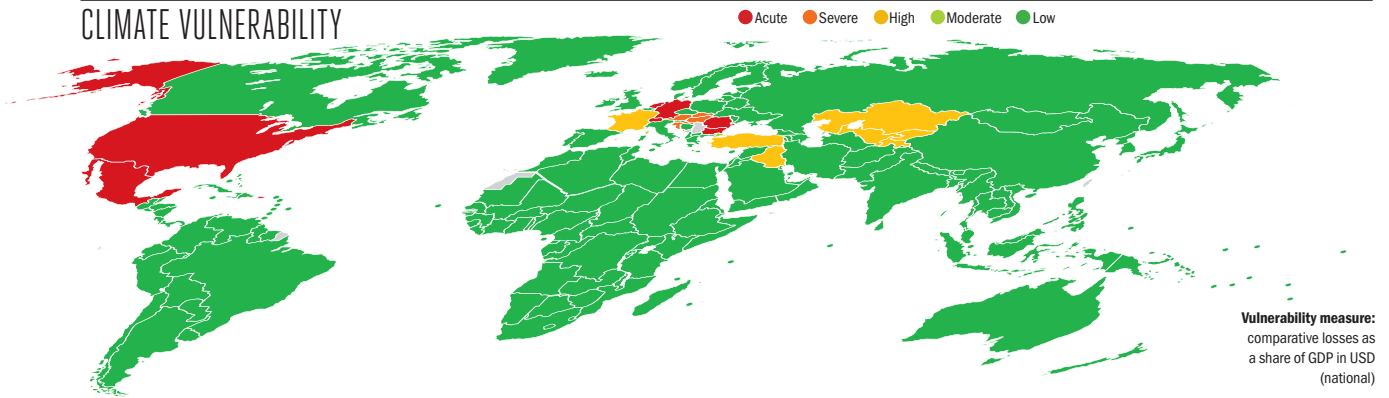 CLIMATE VULNERABILITY
Acute Severe High Moderate Low
Vulnerability measure:
comparative losses as
a share of GDP in USD
(national)